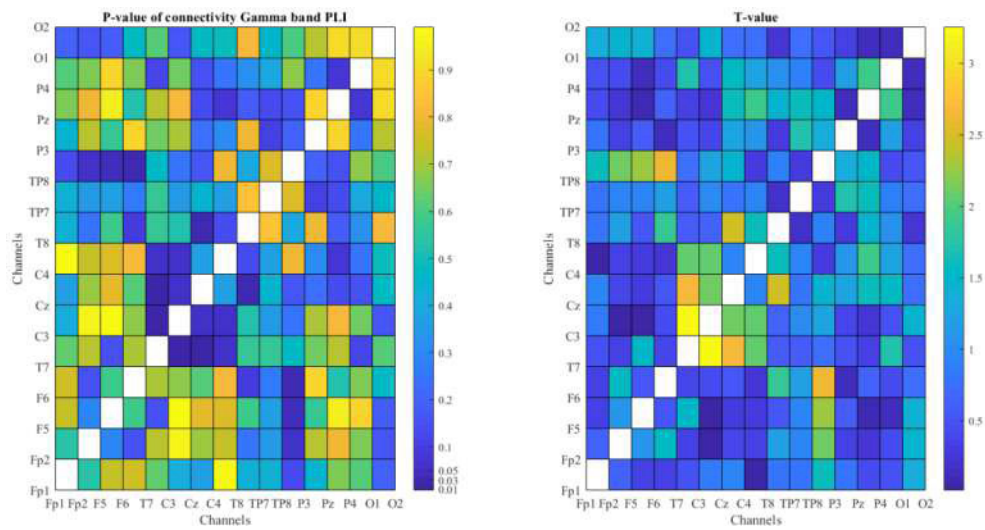 P-value of connectivity Gamma band PLI
O2
O1
P4
Pz
P3
TP8
TP7
T8
C4
Cz
C3
T7
F6
F5
Fp2
Fp1
Channels
Fp1 Fp2 F5 F6 T7 C3 Cz C4 T8 TP7 TP8 P3 Pz P4 O1 O2
Channels
0.9
0.8
0.7
0.6
0.5
0.4
0.3
0.2
0.1
0.05
0.03
0.01
T-value
O2
O1
P4
Pz
P3
TP8
TP7
T8
C4
Cz
C3
T7
F6
F5
Fp2
Fp1
Channels
Fp1 Fp2 F5 F6 T7 C3 Cz C4 T8 TP7 TP8 P3 Pz P4 O1 O2
Channels
3
2.5
2
1.5
1
0.5